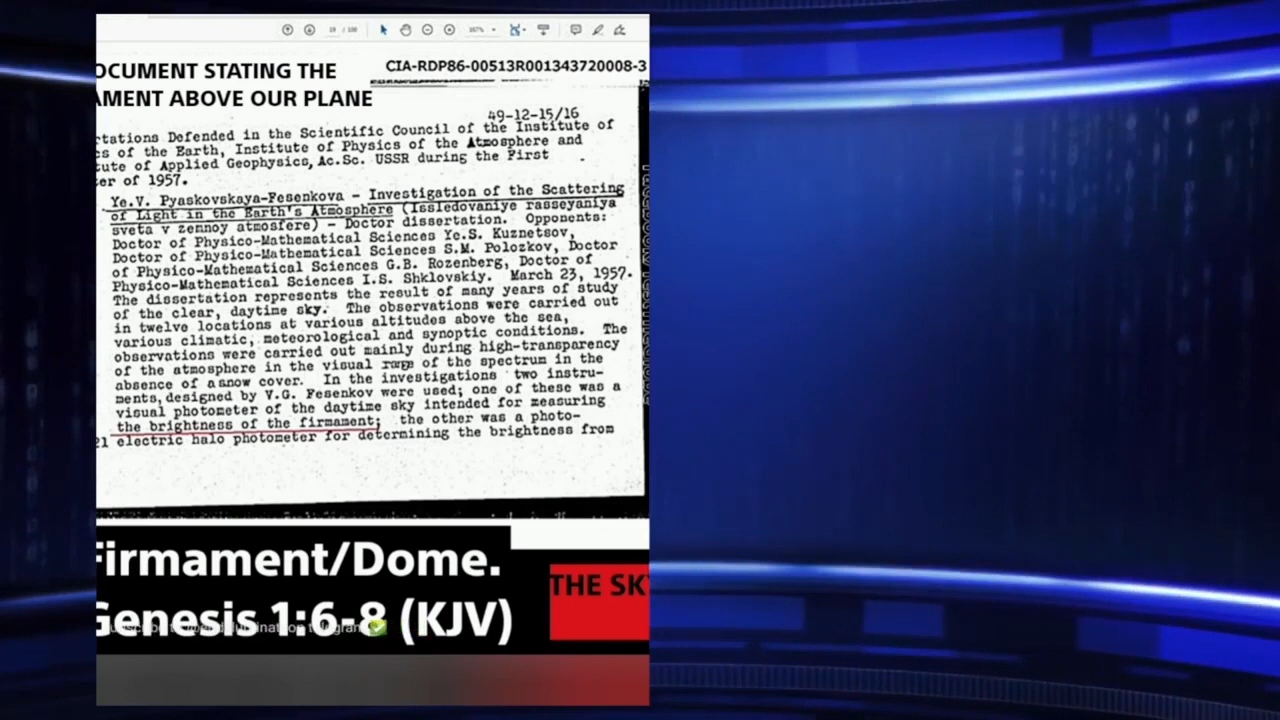 19 / 100
167%
OCUMENT STATING THE
AMENT ABOVE OUR PLANE
CIA-RDP86-00513R001343720008-3
49-12-15/16
rtations Defended in the Scientific Council of the Institute of
cs of the Earth, Institute of Physics of the Atmosphere and
tute of Applied Geophysics, Ac.Sc. USSR during the First
er of 1957.
Ye.V. Pyaskovskaya-Fesenkova - Investigation of the Scattering
of Light in the Earth's Atmosphere (Issledovaniye rasseyaniya
sveta v zemnoy atmosfere) - Doctor dissertation. Opponents:
Doctor of Physico-Mathematical Sciences Ye.S. Kuznetsov,
Doctor of Physico-Mathematical Sciences S.M. Polozkov, Doctor
of Physico-Mathematical Sciences G.B. Rozenberg, Doctor of
Physico-Mathematical Sciences I.S. Shklovskiy. March 23, 1957.
The dissertation represents the result of many years of study
of the clear, daytime sky. The observations were carried out
in twelve locations at various altitudes above the sea,
various climatic, meteorological and synoptic conditions. The
observations were carried out mainly during high-transparency
of the atmosphere in the visual range of the spectrum in the
absence of a snow cover. In the investigations two instru-
ments, designed by V.G. Fesenkov were used; one of these was a
visual photometer of the daytime sky intended for measuring
the brightness of the firmament; the other was a photo-
electric halo photometer for determining the brightness from
Firmament/Dome.
Genesis 1:6-8 (KJV)
THE SK